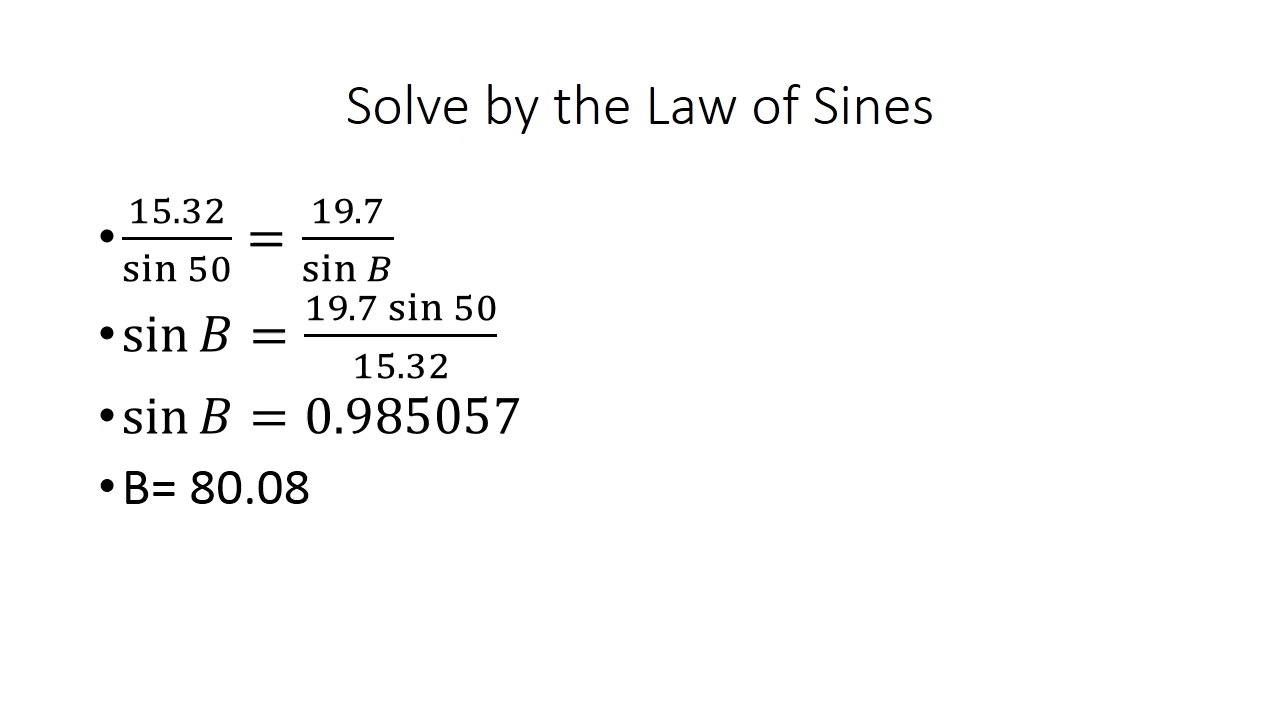 Solve by the Law of Sines
• 15.32/sin 50 = 19.7/sin B
• sin B = 19.7 sin 50/15.32
• sin B = 0.985057
• B= 80.08